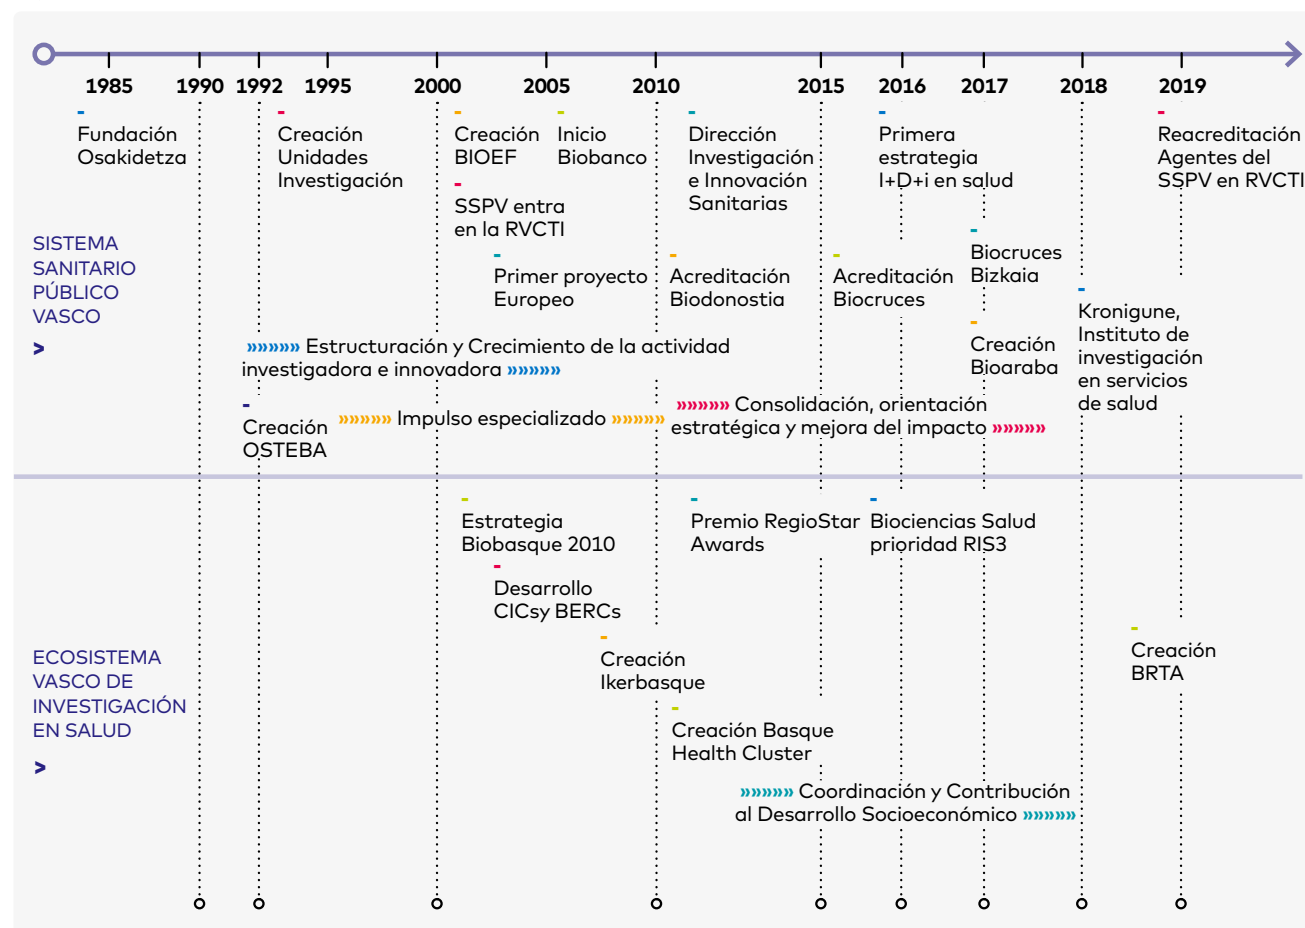 1985 1990 1992 1995 2000 2005 2010 2015 2016 2017 2018 2019
SISTEMA
SANITARIO
PÚBLICO
VASCO
>
Fundación
Osakidetza
Creación
Unidades
Investigación
Creación
BIOEF
SSPV entra
en la RVCTI
Inicio
Biobanco
Primer proyecto
Europeo
Dirección
Investigación
e Innovación
Sanitarias
Acreditación
Biodonostia
Primera
estrategia
I+D+i en salud
Acreditación
Biocruces
Biocruces
Bizkaia
Creación
Bioaraba
Kronigune,
Instituto de
investigación
en servicios
de salud
Reacreditación
Agentes del
SSPV en RVCTI
»»»»» Estructuración y Crecimiento de la actividad
investigadora e innovadora »»»»»
Creación
OSTEBA
»»»»» Impulso especializado »»»»»
»»»»» Consolidación, orientación
estratégica y mejora del impacto »»»»»
ECOSISTEMA
VASCO DE
INVESTIGACIÓN
EN SALUD
>
Estrategia
Biobasque 2010
Desarrollo
CICsy BERCs
Creación
Ikerbasque
Creación Basque
Health Cluster
Premio RegioStar
Awards
Biociencias Salud
prioridad RIS3
Creación
BRTA
»»»»» Coordinación y Contribución
al Desarrollo Socioeconómico »»»»»